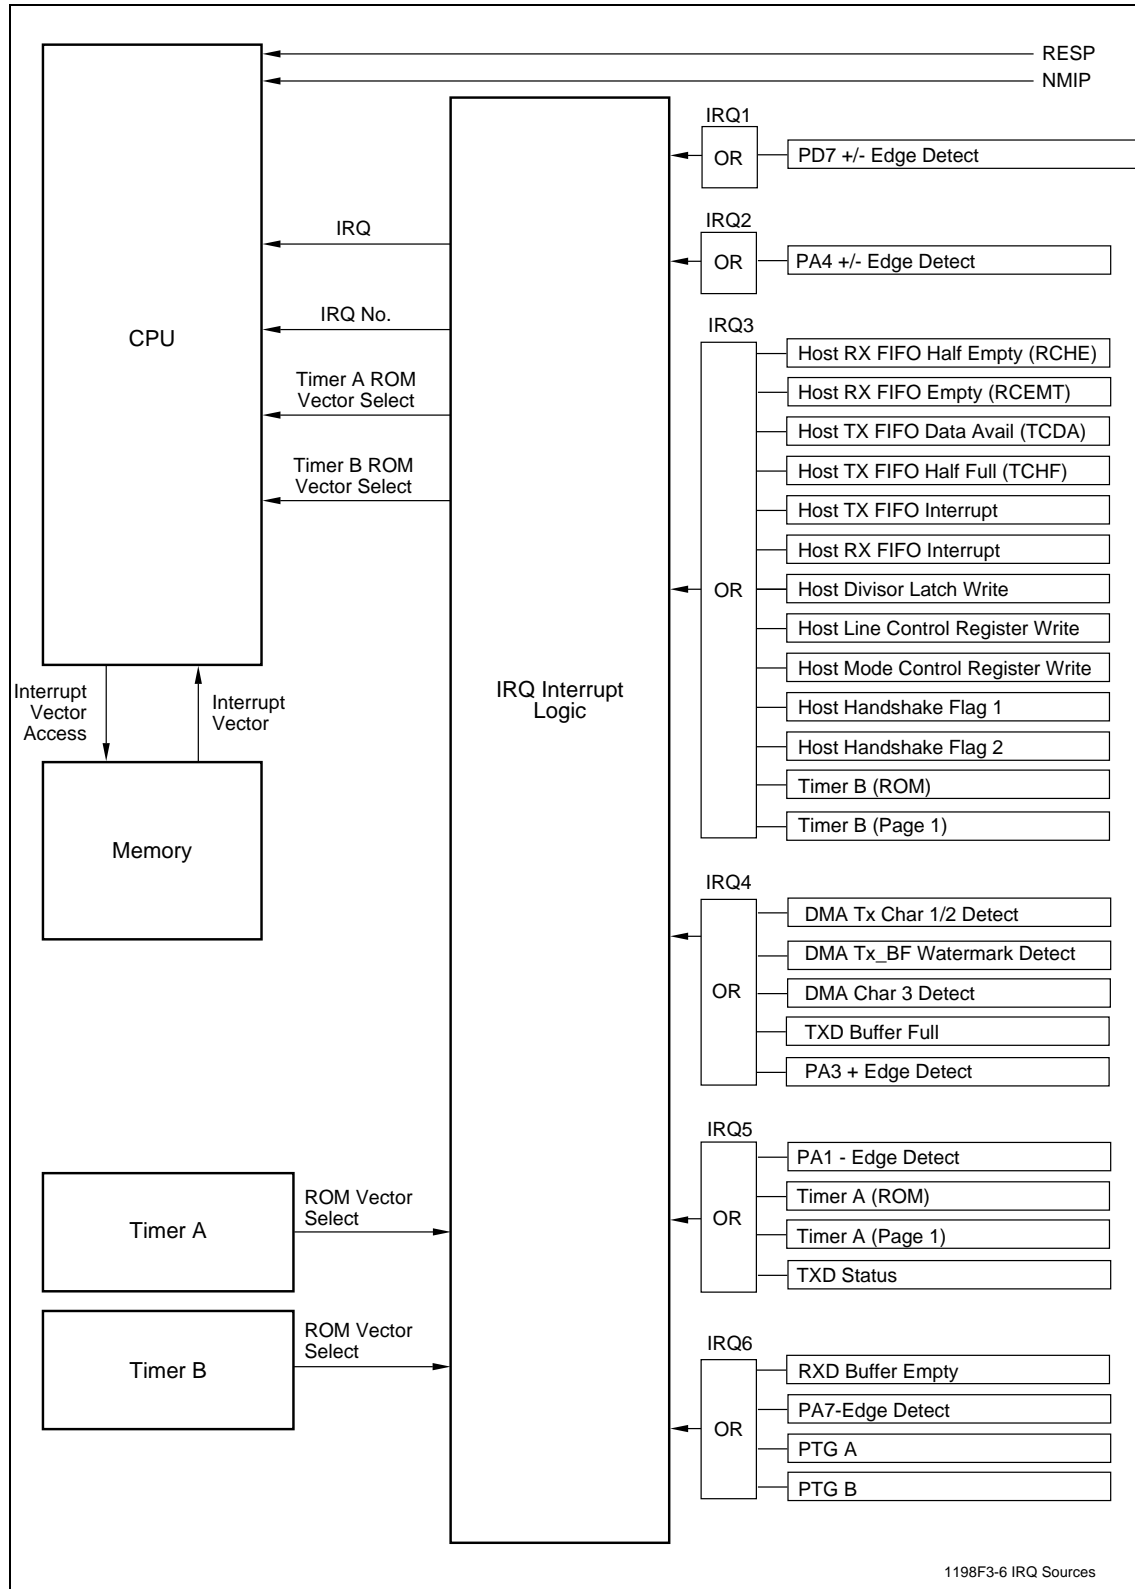 RESP
NMIP
IRQ1
OR
PD7 +/- Edge Detect
IRQ
IRQ2
OR
PA4 +/- Edge Detect
CPU
IRQ No.
Timer A ROM
Vector Select
Timer B ROM
Vector Select
IRQ3
OR
Host RX FIFO Half Empty (RCHE)
Host RX FIFO Empty (RCEMT)
Host TX FIFO Data Avail (TCDA)
Host TX FIFO Half Full (TCHF)
Host TX FIFO Interrupt
Host RX FIFO Interrupt
Host Divisor Latch Write
Host Line Control Register Write
Host Mode Control Register Write
Host Handshake Flag 1
Host Handshake Flag 2
Timer B (ROM)
Timer B (Page 1)
Interrupt
Vector
Access
Interrupt
Vector
IRQ Interrupt
Logic
Memory
IRQ4
OR
DMA Tx Char 1/2 Detect
DMA Tx_BF Watermark Detect
DMA Char 3 Detect
TXD Buffer Full
PA3 + Edge Detect
IRQ5
OR
PA1 - Edge Detect
Timer A (ROM)
Timer A (Page 1)
TXD Status
Timer A
ROM Vector
Select
Timer B
ROM Vector
Select
IRQ6
OR
RXD Buffer Empty
PA7-Edge Detect
PTG A
PTG B
1198F3-6 IRQ Sources